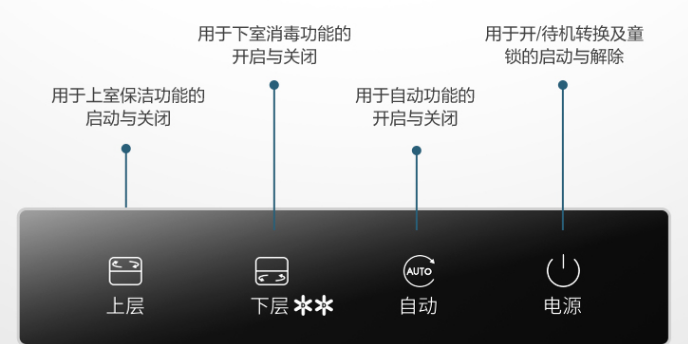 用于下室消毒功能的
开启与关闭
用于开/待机转换及童
锁的启动与解除
用于上室保洁功能的
启动与关闭
用于自动功能的
开启与关闭
AUTO
上层
下层
自动
电源